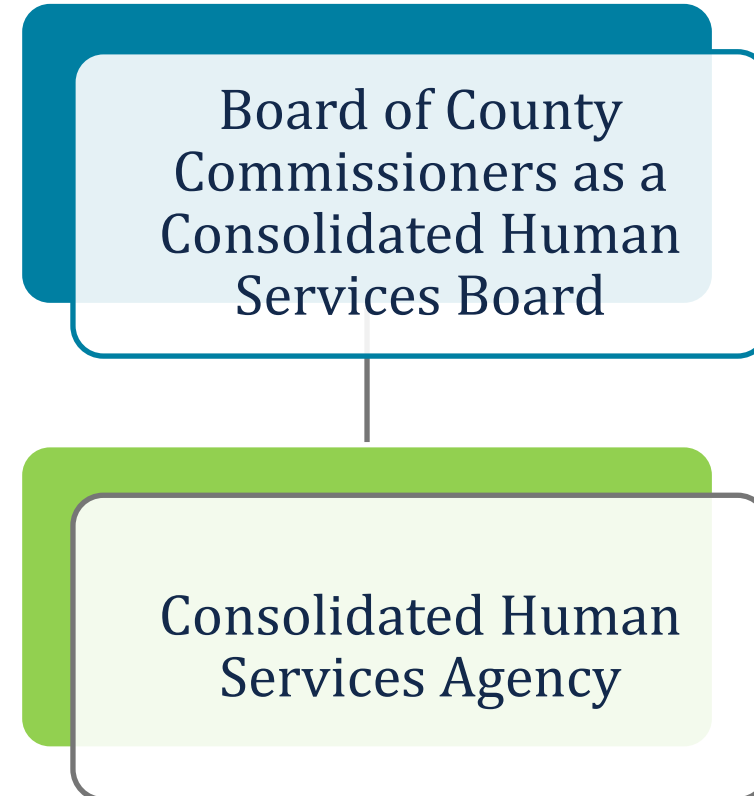 Board of County
Commissioners as a
Consolidated Human
Services Board
Consolidated Human
Services Agency